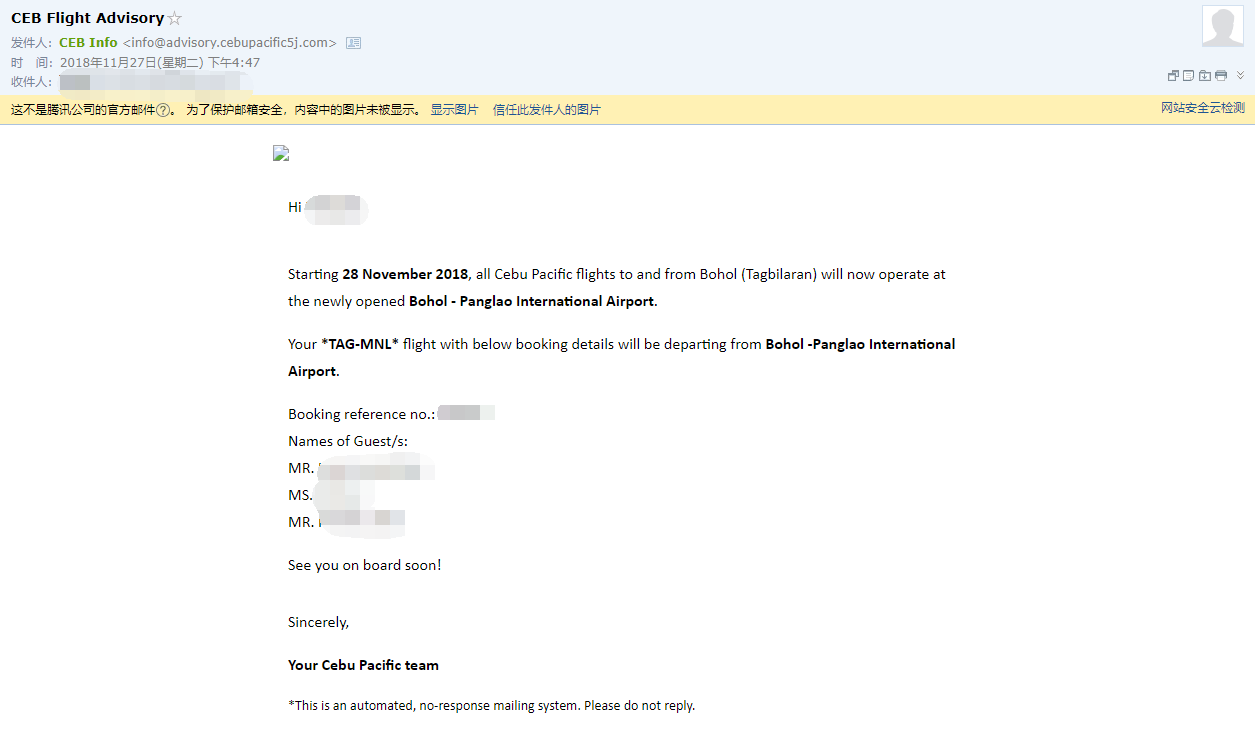 CEB Flight Advisory
发件人： CEB Info <info@advisory.cebupacific5j.com>
时 间： 2018年11月27日(星期二) 下午4:47
收件人：
这不是腾讯公司的官方邮件?。 为了保护邮箱安全，内容中的图片未被显示。 显示图片 信任此发件人的图片 网站安全云检测
Hi
Starting 28 November 2018, all Cebu Pacific flights to and from Bohol (Tagbilaran) will now operate at
the newly opened Bohol - Panglao International Airport.
Your *TAG-MNL* flight with below booking details will be departing from Bohol -Panglao International
Airport.
Booking reference no.:
Names of Guest/s:
MR.
MS.
MR.
See you on board soon!
Sincerely,
Your Cebu Pacific team
*This is an automated, no-response mailing system. Please do not reply.